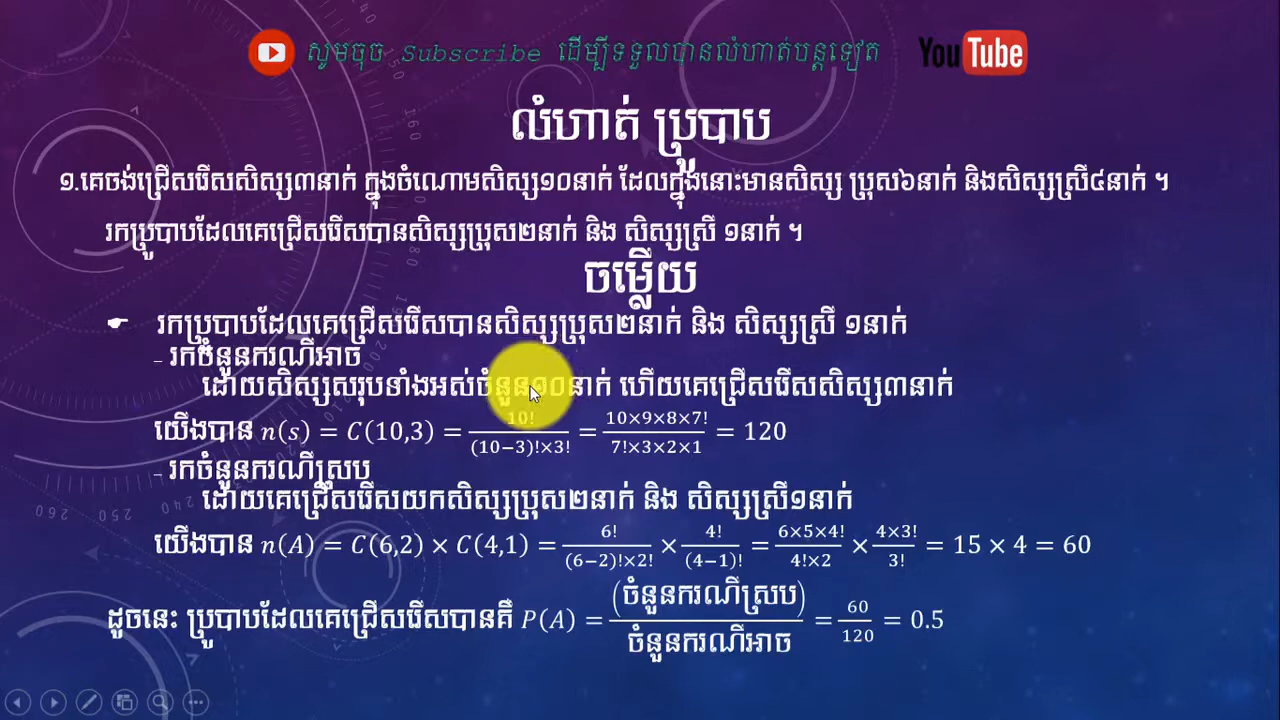 សូមចុច Subscribe ដើម្បីទទួលបានលំហាត់បន្តទៀត YouTube
លំហាត់ ប្រូបាប
១.គេចង់ជ្រើសរើសសិស្ស៣នាក់ ក្នុងចំណោមសិស្ស១០នាក់ ដែលក្នុងនោះមានសិស្ស ប្រុស៦នាក់ និងសិស្សស្រី៤នាក់ ។
រកប្រូបាបដែលគេជ្រើសរើសបានសិស្សប្រុស២នាក់ និង សិស្សស្រី ១នាក់ ។
ចម្លើយ
☛ រកប្រូបាបដែលគេជ្រើសរើសបានសិស្សប្រុស២នាក់ និង សិស្សស្រី ១នាក់
– រកចំនួនករណីអាច
ដោយសិស្សសរុបទាំងអស់ចំនួន១០នាក់ ហើយគេជ្រើសរើសសិស្ស៣នាក់
យើងបាន n(s) = C(10,3) = 10!/((10−3)!×3!) = (10×9×8×7!)/(7!×3×2×1) = 120
– រកចំនួនករណីស្រប
ដោយគេជ្រើសរើសយកសិស្សប្រុស២នាក់ និង សិស្សស្រី១នាក់
យើងបាន n(A) = C(6,2) × C(4,1) = 6!/((6−2)!×2!) × 4!/(4−1)! = (6×5×4!)/(4!×2) × (4×3!)/3! = 15 × 4 = 60
ដូចនេះ ប្រូបាបដែលគេជ្រើសរើសបានគឺ P(A) = (ចំនួនករណីស្រប)/ចំនួនករណីអាច = 60/120 = 0.5